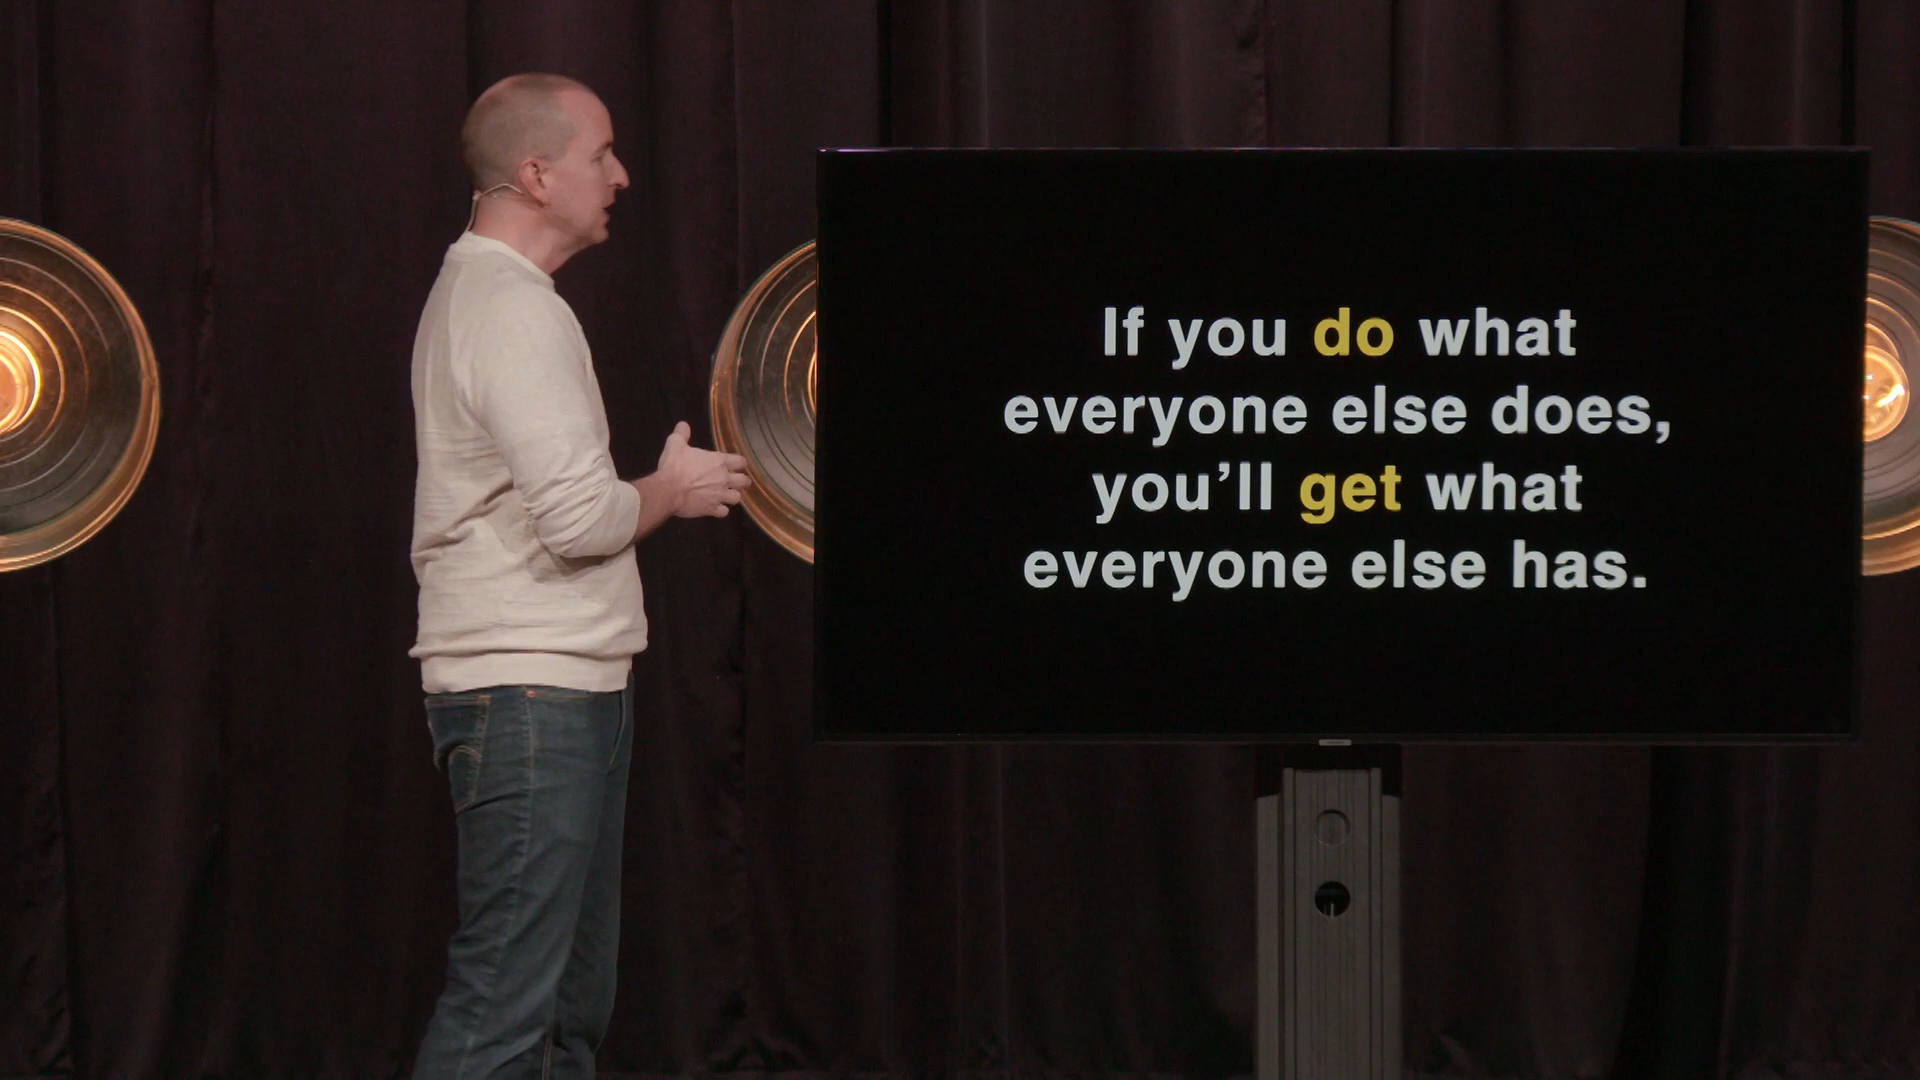 If you do what
everyone else does,
you’ll get what
everyone else has.